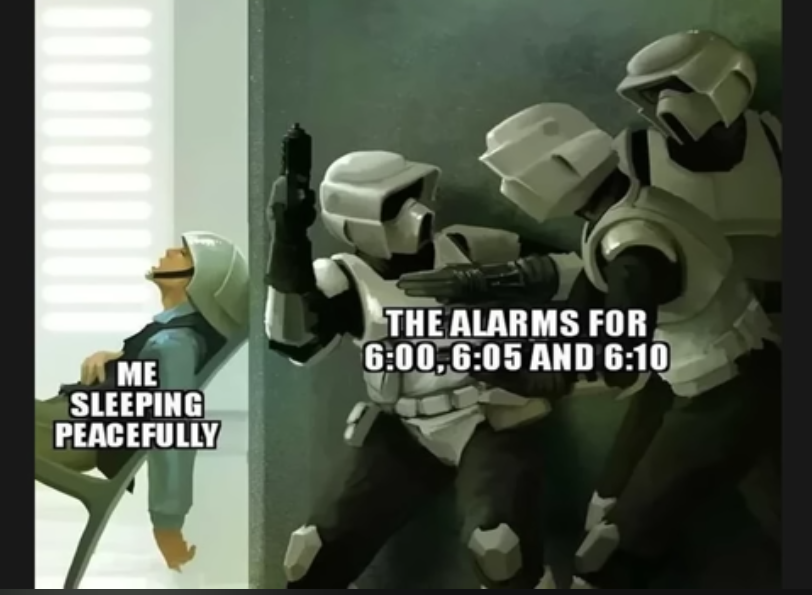 ME
SLEEPING
PEACEFULLY
THE ALARMS FOR
6:00, 6:05 AND 6:10